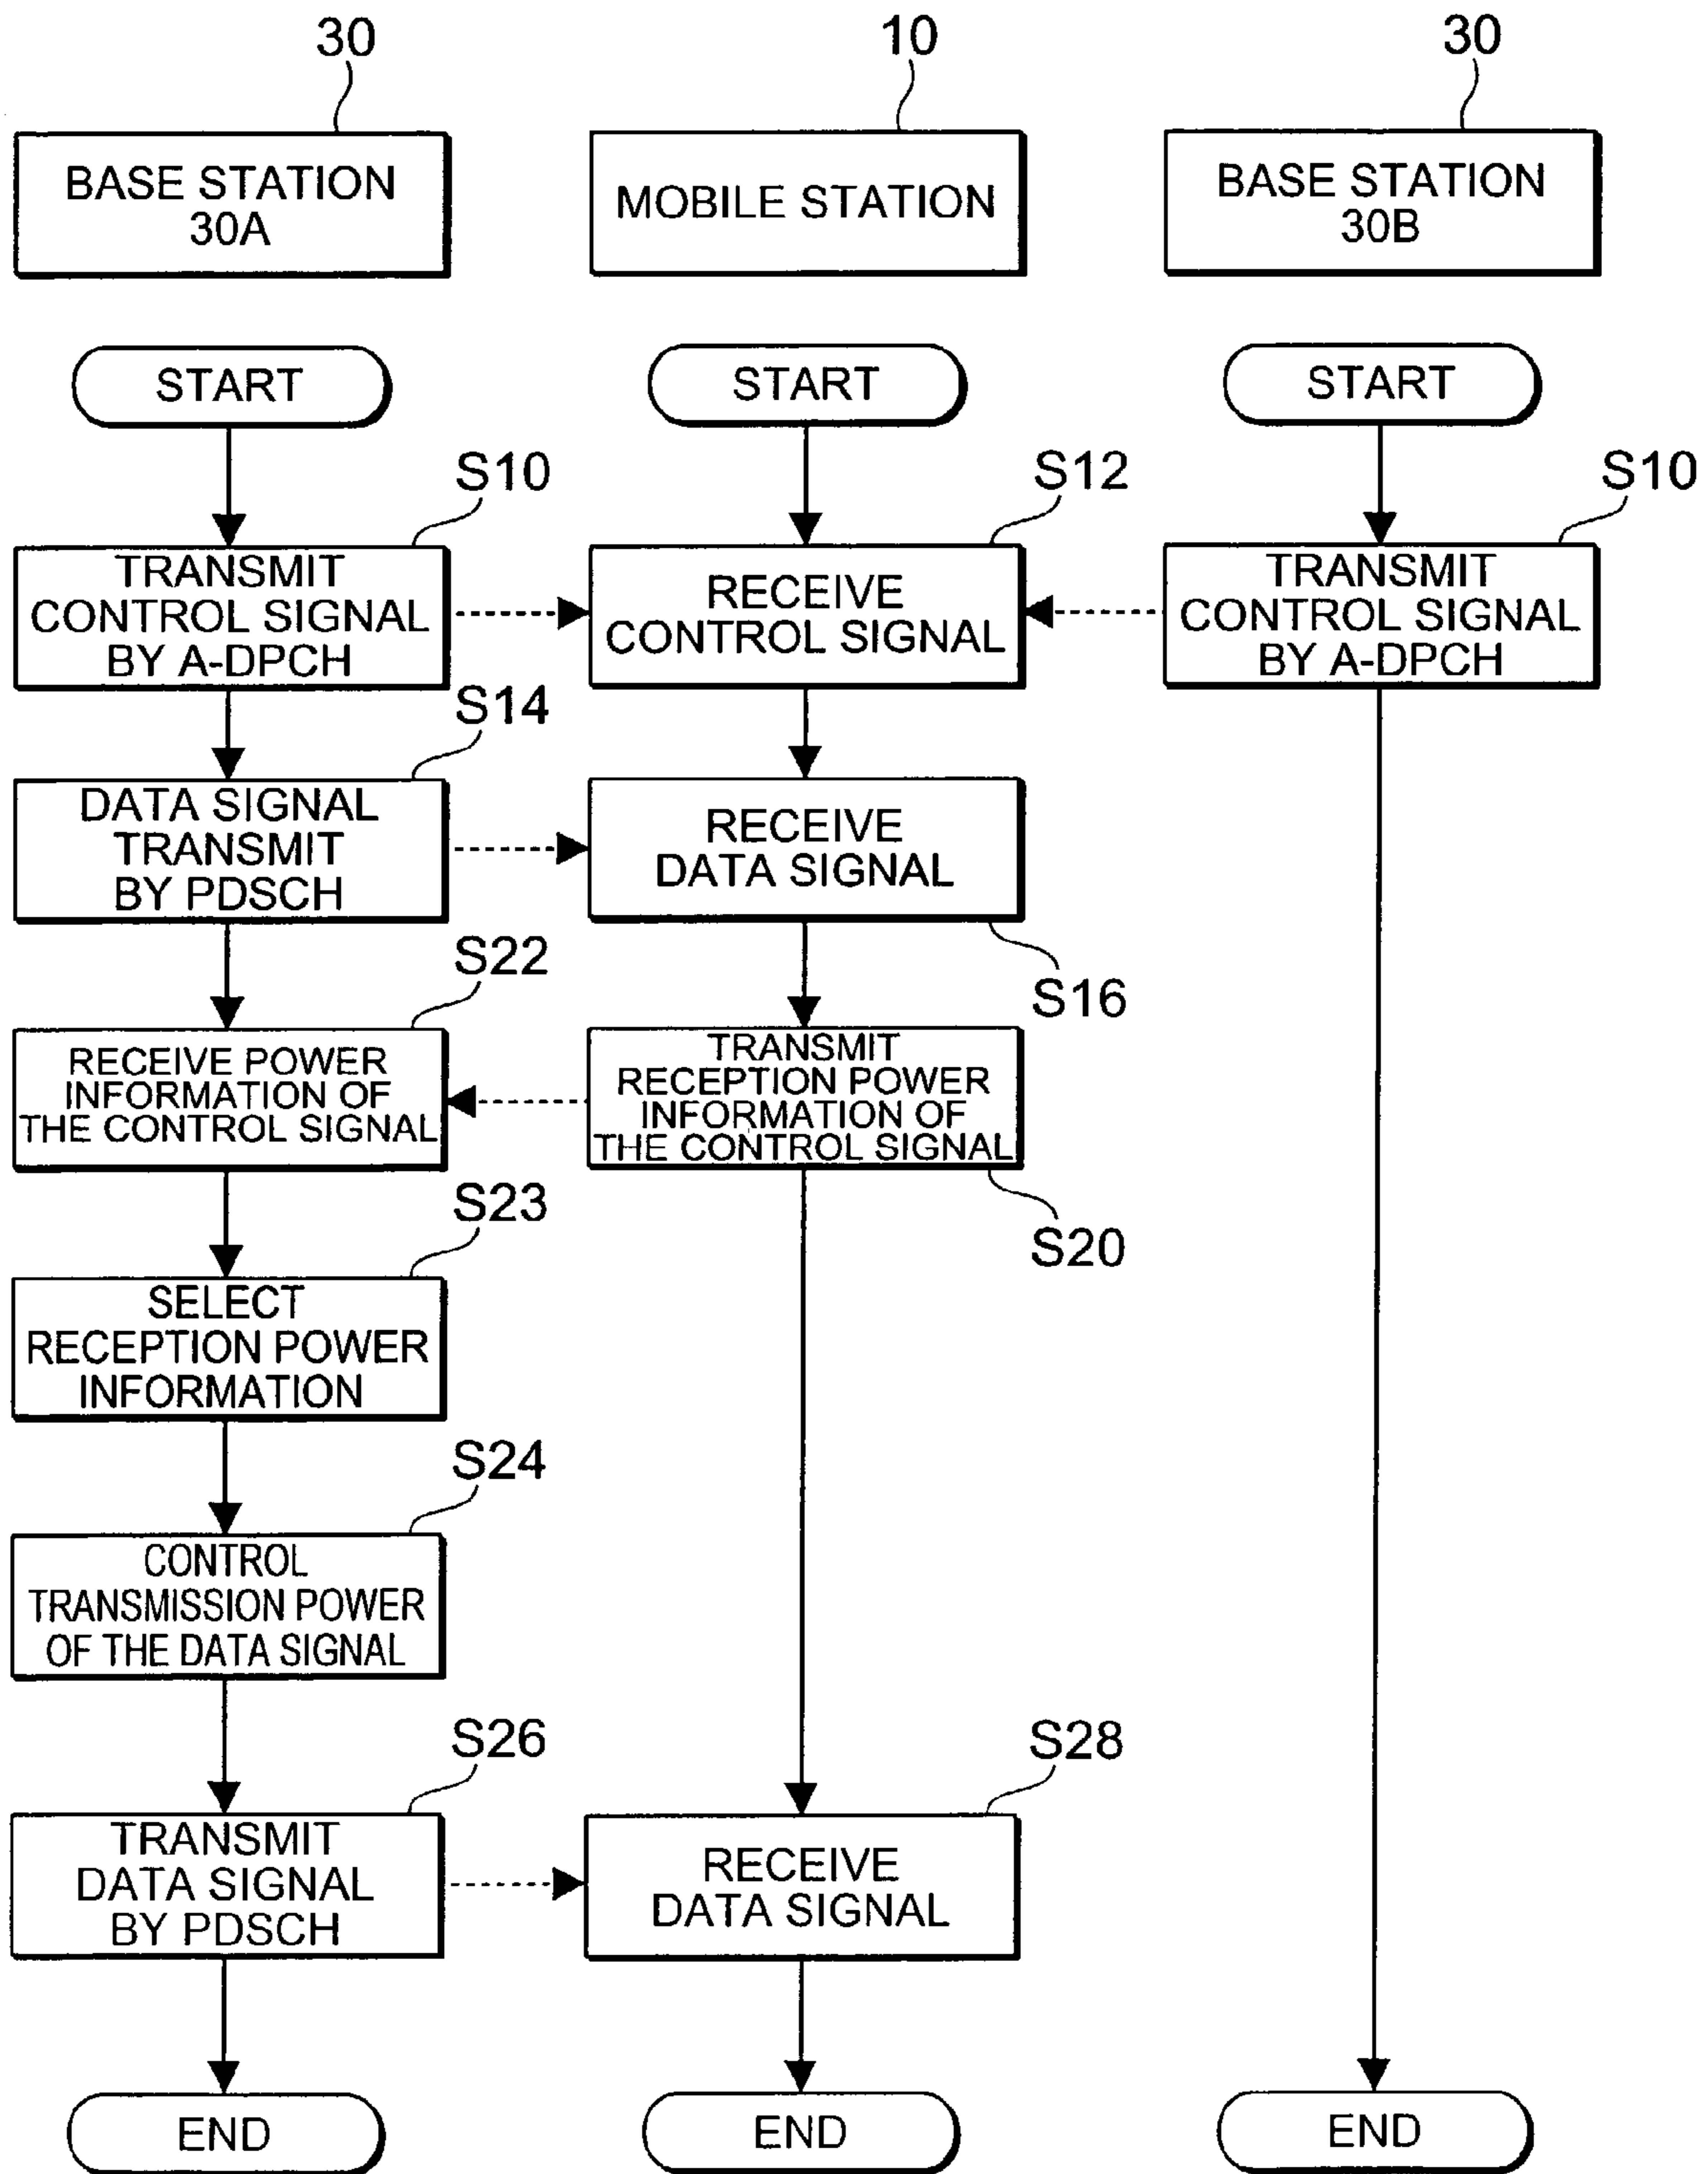 30
10
30
BASE STATION
30A
MOBILE STATION
BASE STATION
30B
START
START
START
S10
S12
S10
TRANSMIT
CONTROL SIGNAL
BY A-DPCH
RECEIVE
CONTROL SIGNAL
TRANSMIT
CONTROL SIGNAL
BY A-DPCH
S14
DATA SIGNAL
TRANSMIT
BY PDSCH
RECEIVE
DATA SIGNAL
S16
S22
RECEIVE POWER
INFORMATION OF
THE CONTROL SIGNAL
TRANSMIT
RECEPTION POWER
INFORMATION OF
THE CONTROL SIGNAL
S20
S23
SELECT
RECEPTION POWER
INFORMATION
S24
CONTROL
TRANSMISSION POWER
OF THE DATA SIGNAL
S26
S28
TRANSMIT
DATA SIGNAL
BY PDSCH
RECEIVE
DATA SIGNAL
END
END
END